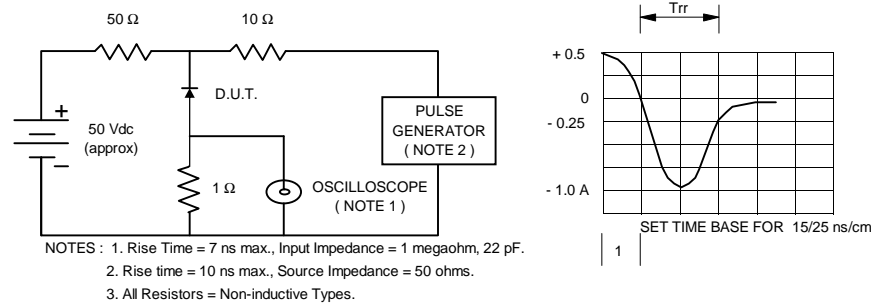 50 Ω
10 Ω
D.U.T.
+
50 Vdc
(approx)
−
1 Ω
OSCILLOSCOPE
( NOTE 1 )
PULSE
GENERATOR
( NOTE 2 )
NOTES : 1. Rise Time = 7 ns max., Input Impedance = 1 megaohm, 22 pF.
2. Rise time = 10 ns max., Source Impedance = 50 ohms.
3. All Resistors = Non-inductive Types.
Trr
+ 0.5
0
- 0.25
- 1.0 A
SET TIME BASE FOR 15/25 ns/cm
1